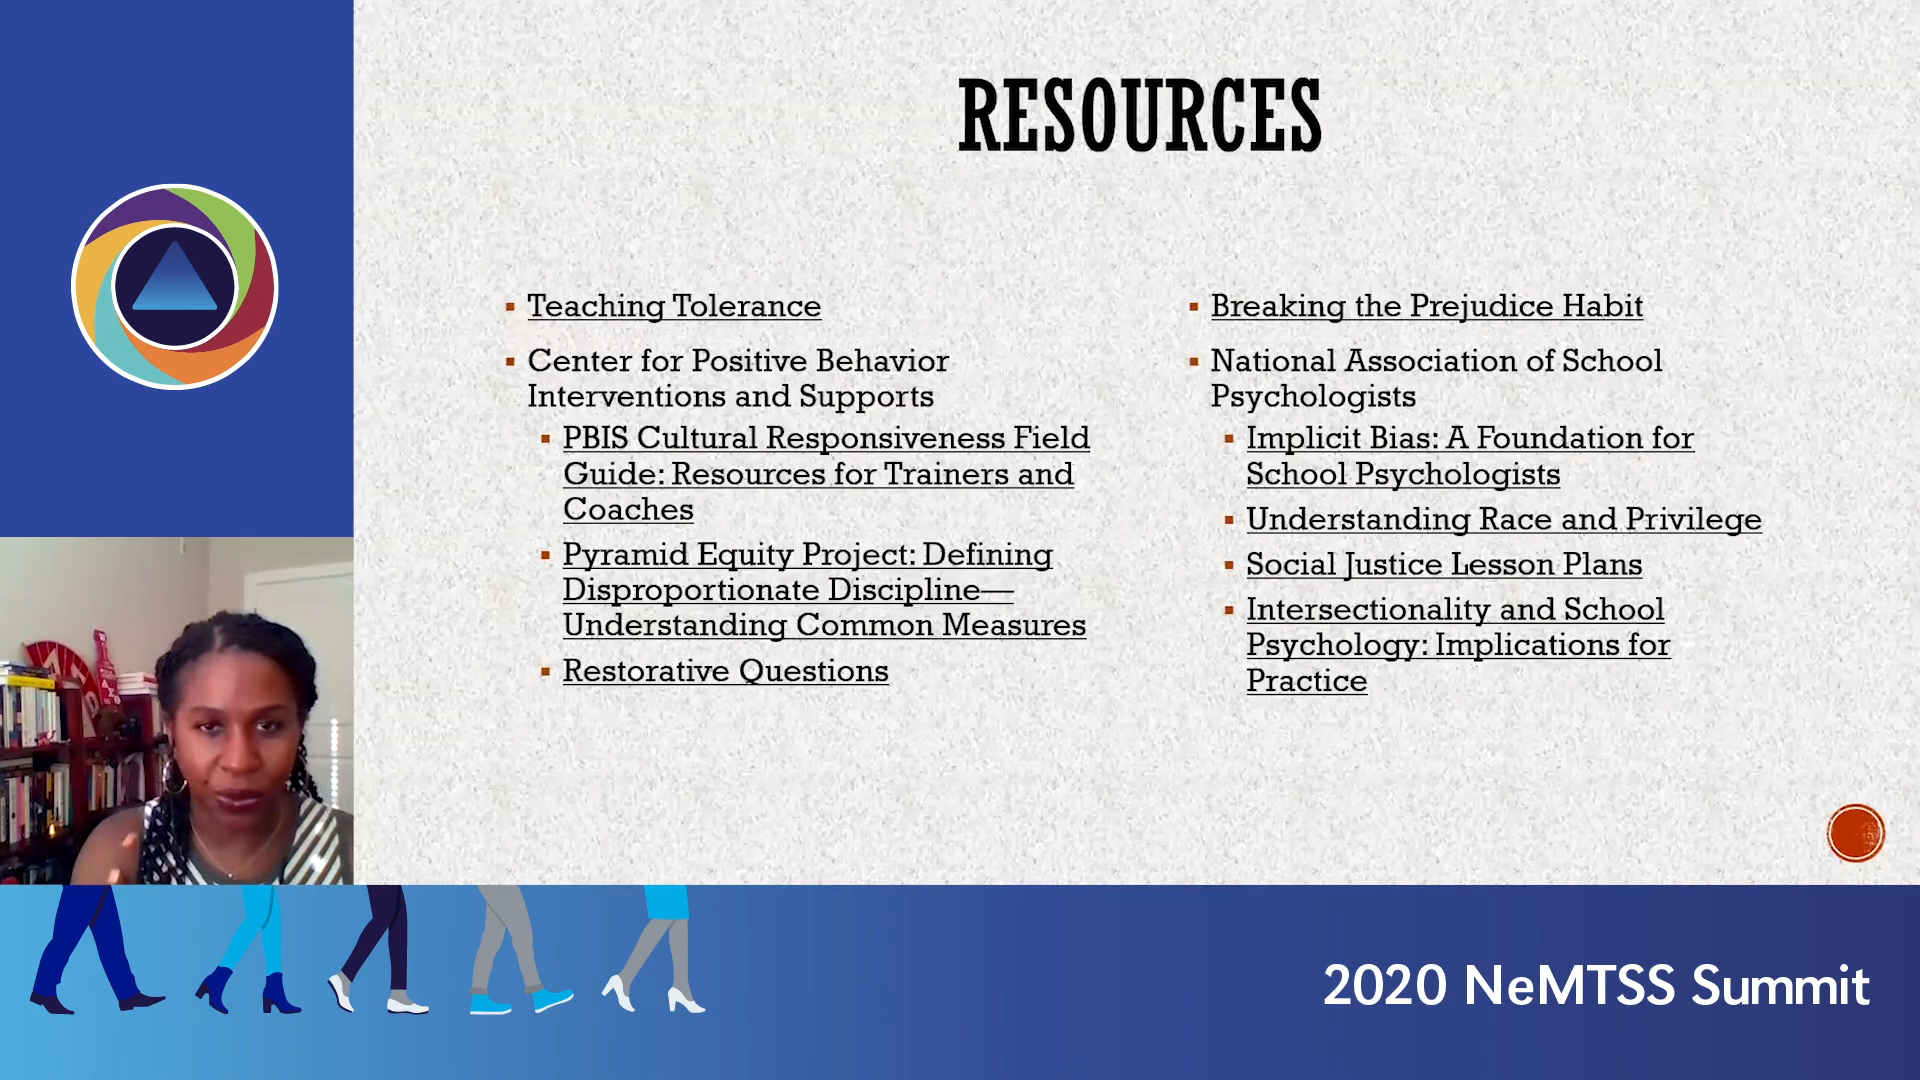 RESOURCES
Teaching Tolerance
Center for Positive Behavior
Interventions and Supports
PBIS Cultural Responsiveness Field
Guide: Resources for Trainers and
Coaches
Pyramid Equity Project: Defining
Disproportionate Discipline—
Understanding Common Measures
Restorative Questions
Breaking the Prejudice Habit
National Association of School
Psychologists
Implicit Bias: A Foundation for
School Psychologists
Understanding Race and Privilege
Social Justice Lesson Plans
Intersectionality and School
Psychology: Implications for
Practice
2020 NeMTSS Summit